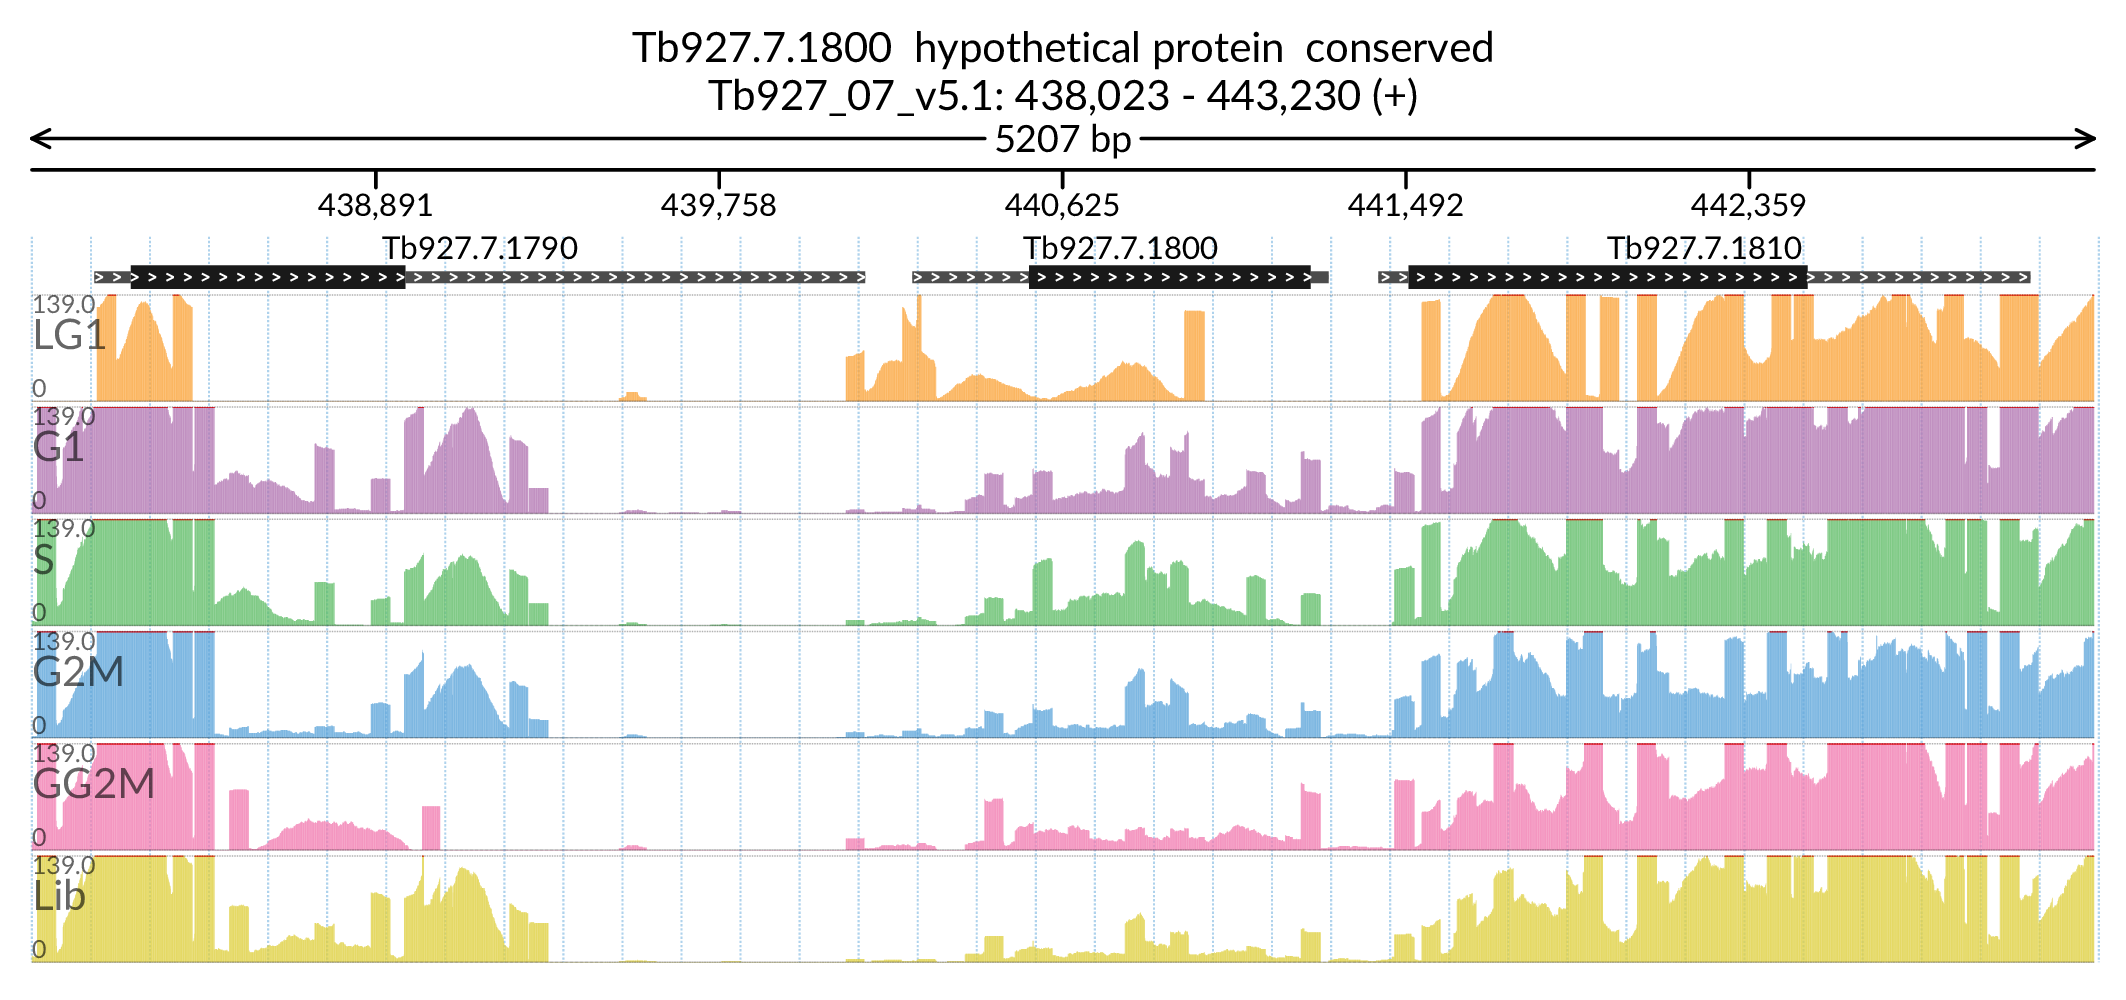 Tb927.7.1800 hypothetical protein conserved
Tb927_07_v5.1: 438,023 - 443,230 (+)
5207 bp
438,891 439,758 440,625 441,492 442,359
Tb927.7.1790 Tb927.7.1800 Tb927.7.1810
139.0
LG1
0
139.0
G1
0
139.0
S
0
139.0
G2M
0
139.0
GG2M
0
139.0
Lib
0